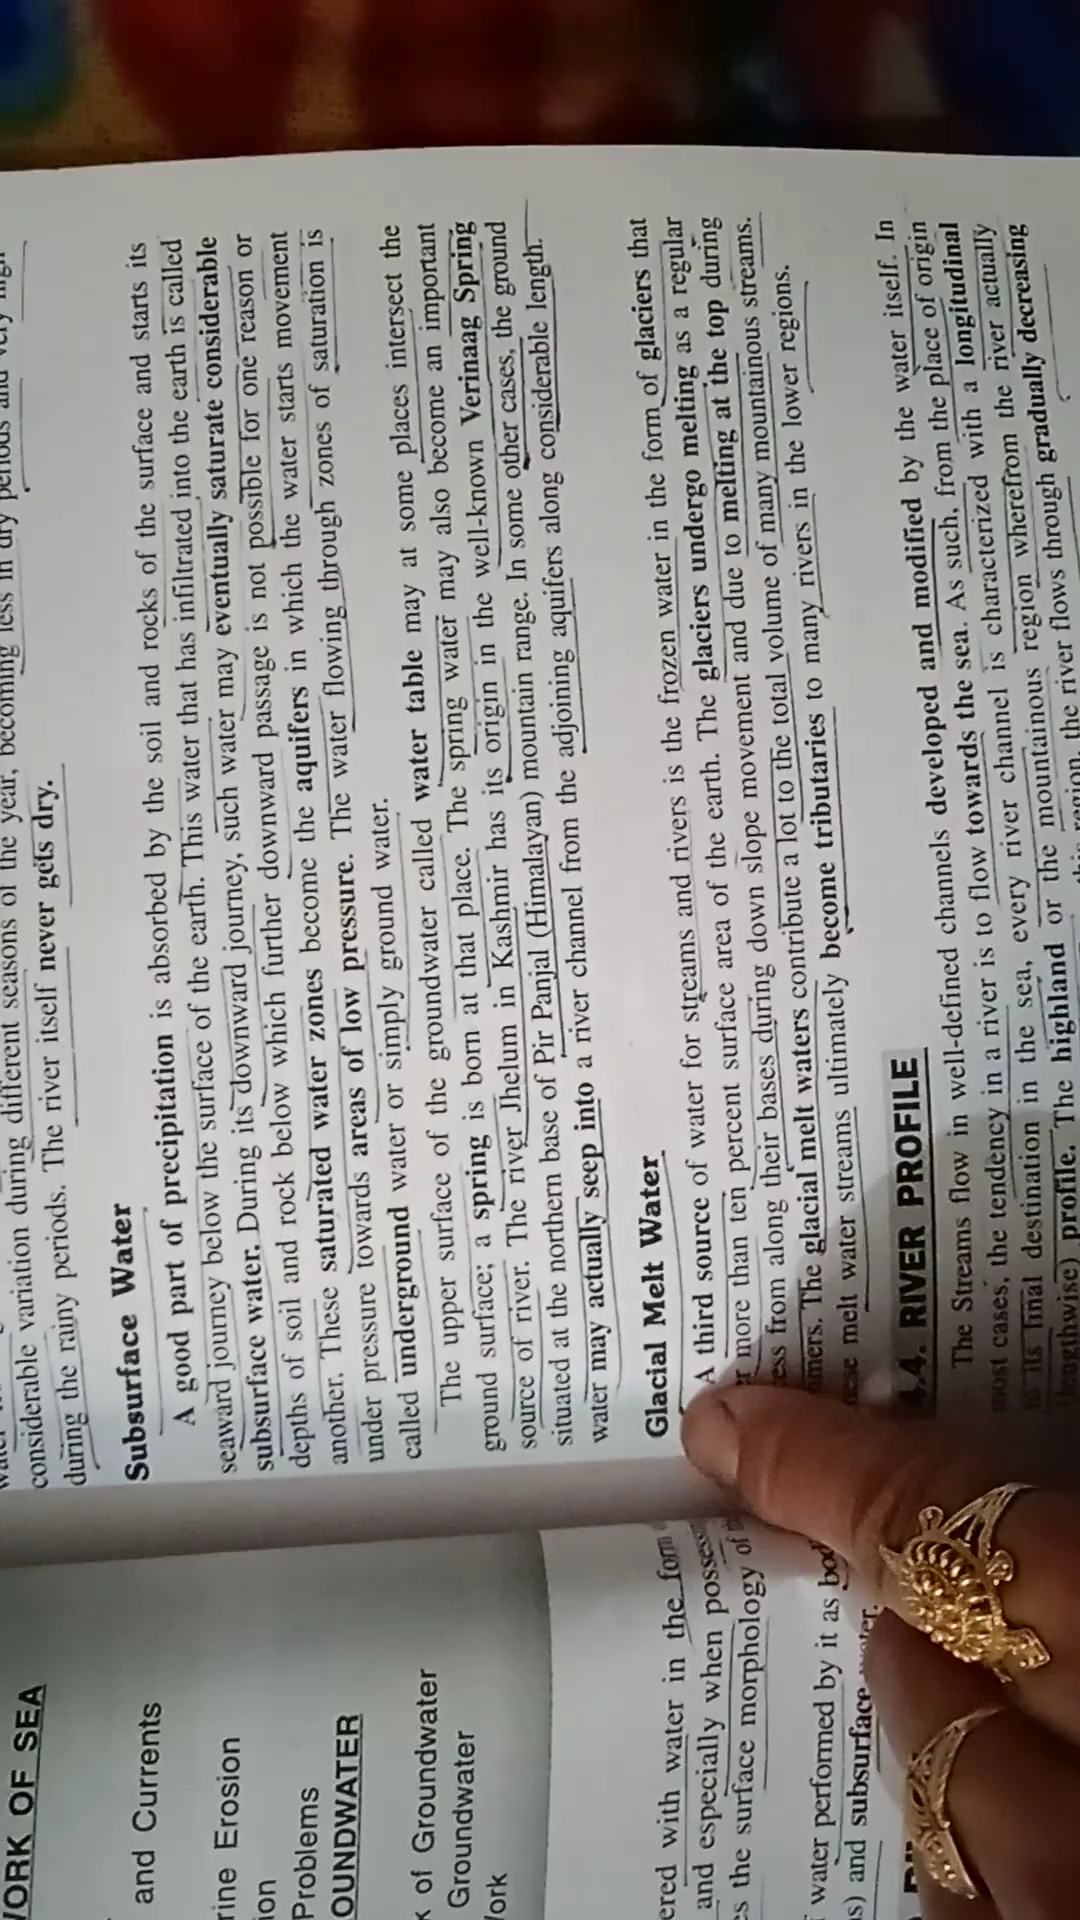 considerable variation during different seasons of the year, becoming less in dry periods and very high
during the rainy periods. The river itself never gets dry.
Subsurface Water
A good part of precipitation is absorbed by the soil and rocks of the surface and starts its
seaward journey below the surface of the earth. This water that has infiltrated into the earth is called
subsurface water. During its downward journey, such water may eventually saturate considerable
depths of soil and rock below which further downward passage is not possible for one reason or
another. These saturated water zones become the aquifers in which the water starts movement
under pressure towards areas of low pressure. The water flowing through zones of saturation is
called underground water or simply ground water.
The upper surface of the groundwater called water table may at some places intersect the
ground surface; a spring is born at that place. The spring water may also become an important
source of river. The river Jhelum in Kashmir has its origin in the well-known Verinaag Spring
situated at the northern base of Pir Panjal (Himalayan) mountain range. In some other cases, the ground
water may actually seep into a river channel from the adjoining aquifers along considerable length.
Glacial Melt Water
A third source of water for streams and rivers is the frozen water in the form of glaciers that
more than ten percent surface area of the earth. The glaciers undergo melting as a regular
from along their bases during down slope movement and due to melting at the top during
The glacial melt waters contribute a lot to the total volume of many mountainous streams.
melt water streams ultimately become tributaries to many rivers in the lower regions.
.4. RIVER PROFILE
The Streams flow in well-defined channels developed and modified by the water itself. In
most cases, the tendency in a river is to flow towards the sea. As such, from the place of origin
to its final destination in the sea, every river channel is characterized with a longitudinal
(lengthwise) profile. The highland or the mountainous region wherefrom the river actually
region, the river flows through gradually decreasing
WORK OF SEA
and Currents
rine Erosion
ion
Problems
OUNDWATER
of Groundwater
Groundwater
ork
ered with water in the form
and especially when
the surface morphology of
water performed by it as
s) and subsurface water.